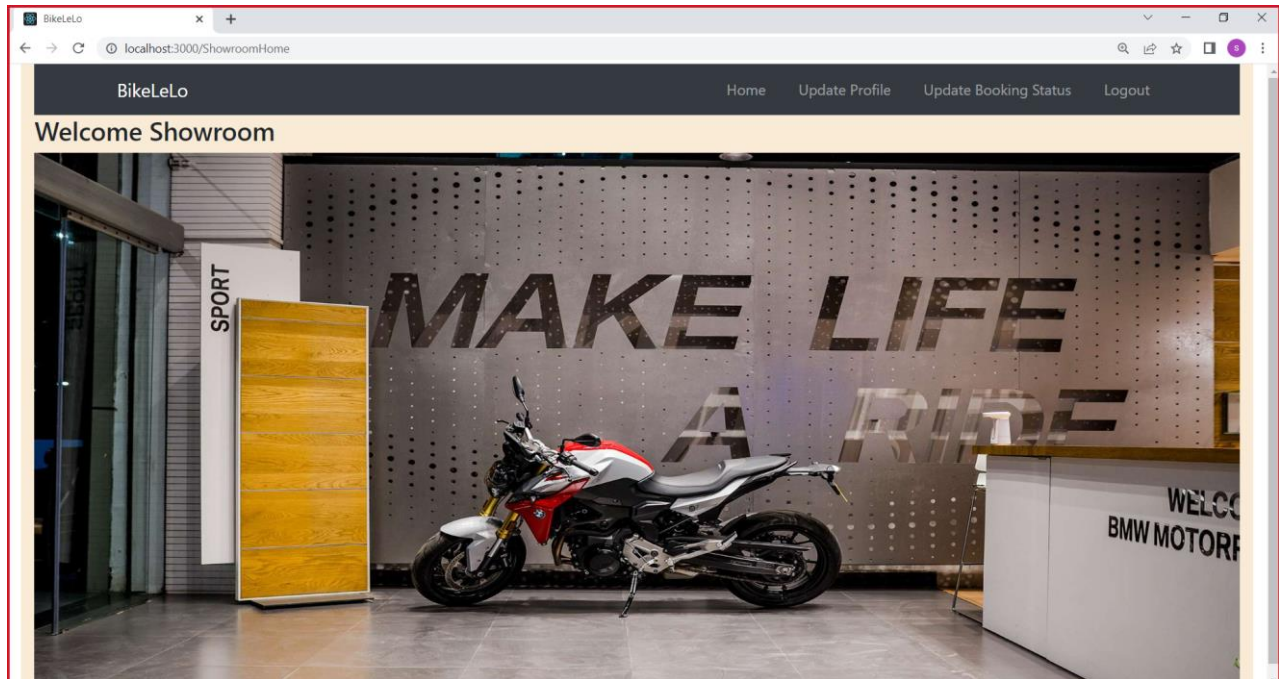 BikeLeLo
localhost:3000/ShowroomHome
S
BikeLeLo Home Update Profile Update Booking Status Logout
Welcome Showroom
SPORT
MAKE LIFE
A RIDE
WELCO
BMW MOTORR